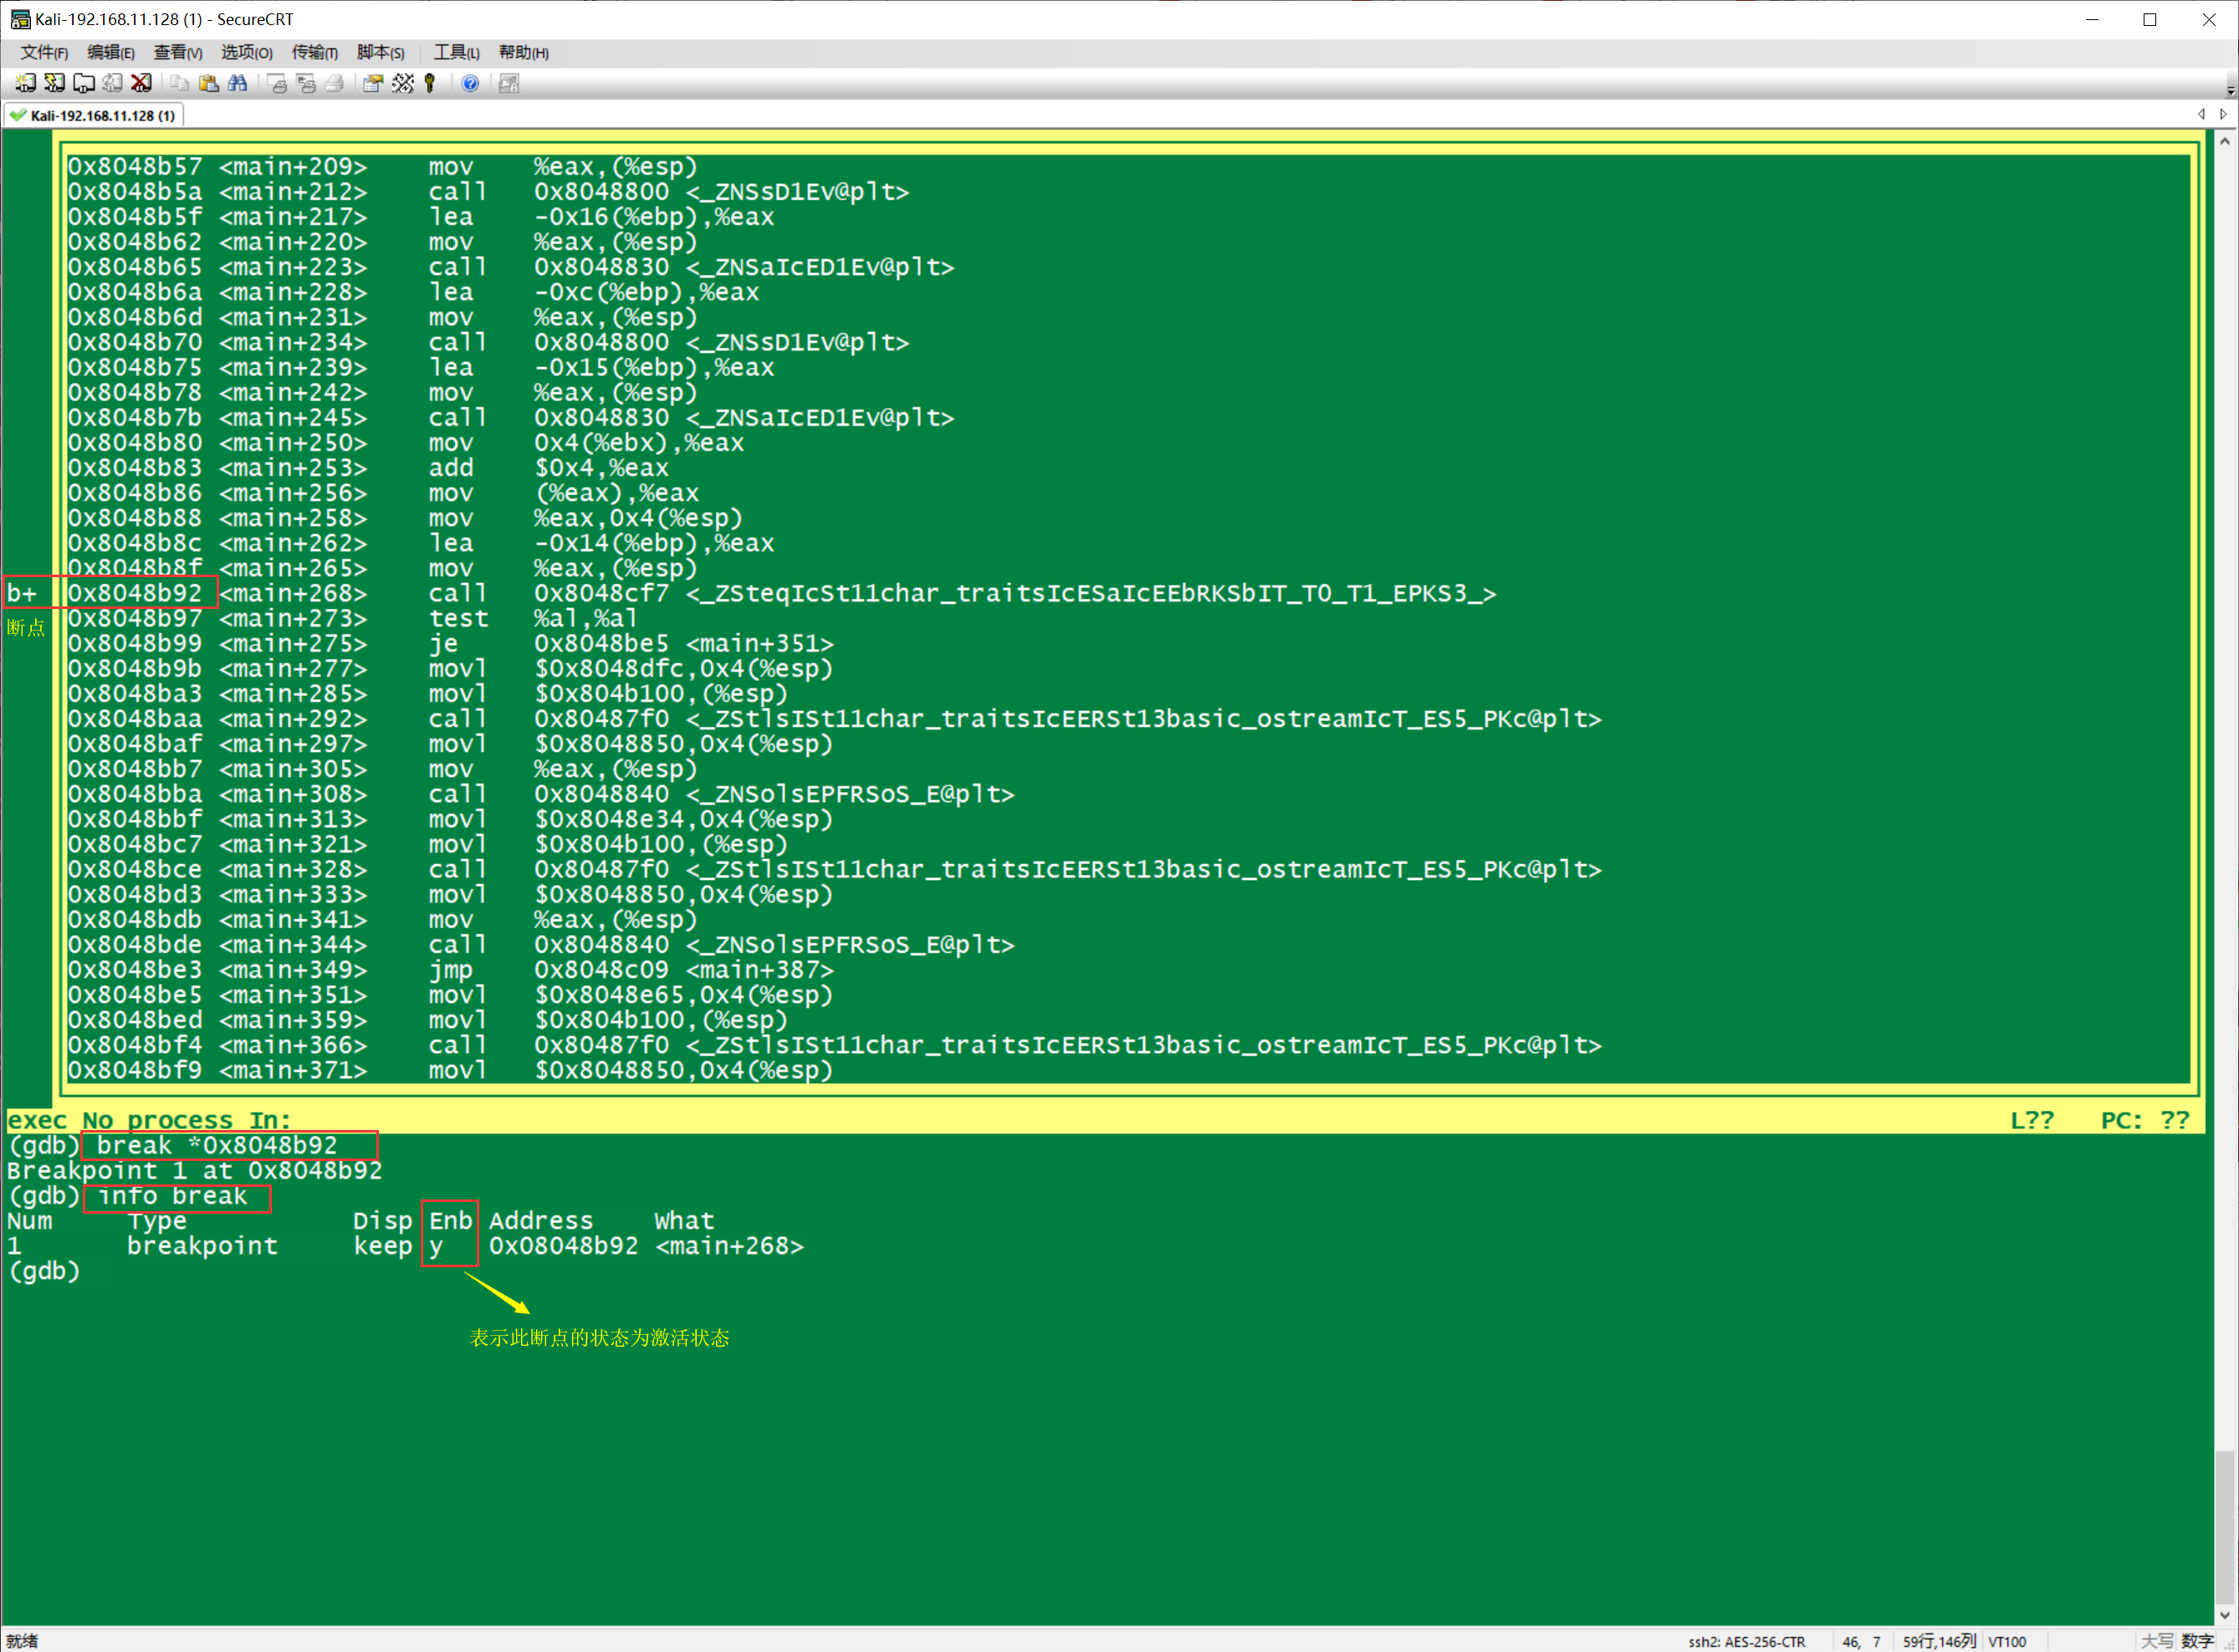 Kali-192.168.11.128 (1) - SecureCRT
文件(F) 编辑(E) 查看(V) 选项(O) 传输(T) 脚本(S) 工具(L) 帮助(H)
Kali-192.168.11.128 (1)
0x8048b57 <main+209> mov %eax,(%esp)
0x8048b5a <main+212> call 0x8048800 <_ZNSsD1Ev@plt>
0x8048b5f <main+217> lea -0x16(%ebp),%eax
0x8048b62 <main+220> mov %eax,(%esp)
0x8048b65 <main+223> call 0x8048830 <_ZNSaIcED1Ev@plt>
0x8048b6a <main+228> lea -0xc(%ebp),%eax
0x8048b6d <main+231> mov %eax,(%esp)
0x8048b70 <main+234> call 0x8048800 <_ZNSsD1Ev@plt>
0x8048b75 <main+239> lea -0x15(%ebp),%eax
0x8048b78 <main+242> mov %eax,(%esp)
0x8048b7b <main+245> call 0x8048830 <_ZNSaIcED1Ev@plt>
0x8048b80 <main+250> mov 0x4(%ebx),%eax
0x8048b83 <main+253> add $0x4,%eax
0x8048b86 <main+256> mov (%eax),%eax
0x8048b88 <main+258> mov %eax,0x4(%esp)
0x8048b8c <main+262> lea -0x14(%ebp),%eax
0x8048b8f <main+265> mov %eax,(%esp)
b+ 0x8048b92 <main+268> call 0x8048cf7 <_ZSteqIcSt11char_traitsIcESaIcEEbRKSbIT_T0_T1_EPKS3_>
断点 0x8048b97 <main+273> test %al,%al
0x8048b99 <main+275> je 0x8048be5 <main+351>
0x8048b9b <main+277> movl $0x8048dfc,0x4(%esp)
0x8048ba3 <main+285> movl $0x804b100,(%esp)
0x8048baa <main+292> call 0x80487f0 <_ZStlsISt11char_traitsIcEERSt13basic_ostreamIcT_ES5_PKc@plt>
0x8048baf <main+297> movl $0x8048850,0x4(%esp)
0x8048bb7 <main+305> mov %eax,(%esp)
0x8048bba <main+308> call 0x8048840 <_ZNSolsEPFRSoS_E@plt>
0x8048bbf <main+313> movl $0x8048e34,0x4(%esp)
0x8048bc7 <main+321> movl $0x804b100,(%esp)
0x8048bce <main+328> call 0x80487f0 <_ZStlsISt11char_traitsIcEERSt13basic_ostreamIcT_ES5_PKc@plt>
0x8048bd3 <main+333> movl $0x8048850,0x4(%esp)
0x8048bdb <main+341> mov %eax,(%esp)
0x8048bde <main+344> call 0x8048840 <_ZNSolsEPFRSoS_E@plt>
0x8048be3 <main+349> jmp 0x8048c09 <main+387>
0x8048be5 <main+351> movl $0x8048e65,0x4(%esp)
0x8048bed <main+359> movl $0x804b100,(%esp)
0x8048bf4 <main+366> call 0x80487f0 <_ZStlsISt11char_traitsIcEERSt13basic_ostreamIcT_ES5_PKc@plt>
0x8048bf9 <main+371> movl $0x8048850,0x4(%esp)
exec No process In: L?? PC: ??
(gdb) break *0x8048b92
Breakpoint 1 at 0x8048b92
(gdb) info break
Num Type Disp Enb Address What
1 breakpoint keep y 0x08048b92 <main+268>
(gdb)
表示此断点的状态为激活状态
就绪 ssh2: AES-256-CTR 46, 7 59行,146列 VT100 大写 数字